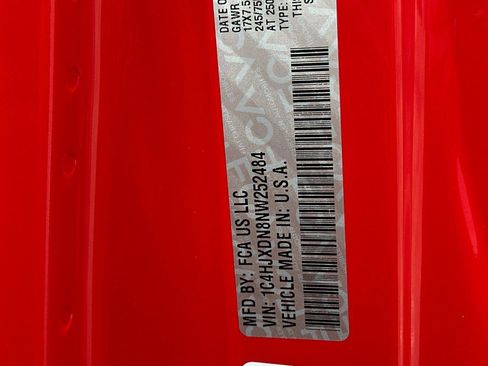 DATE O
GAWR
17X7.5
245/75
AT 250
TYPE:
THI
S
MFD BY: FCA US LLC
VIN: 1C4HJXDN8NW252484
VEHICLE MADE IN: U.S.A.